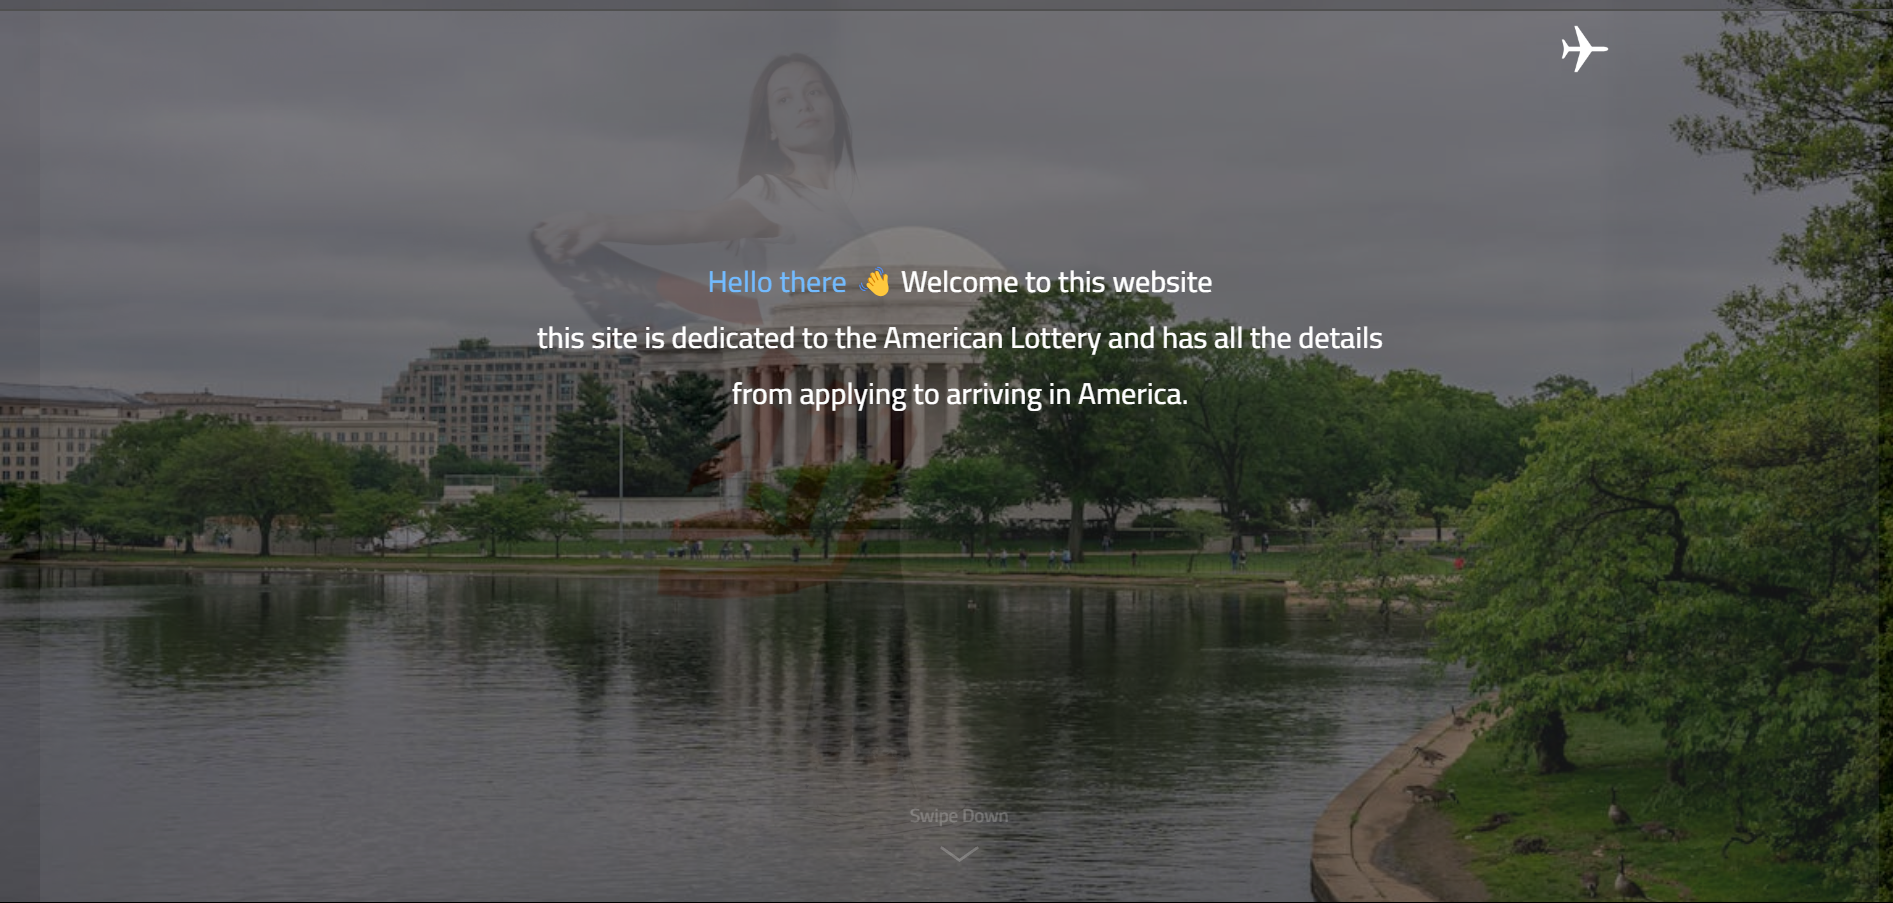 Hello there 👋 Welcome to this website
this site is dedicated to the American Lottery and has all the details
from applying to arriving in America.
Swipe Down